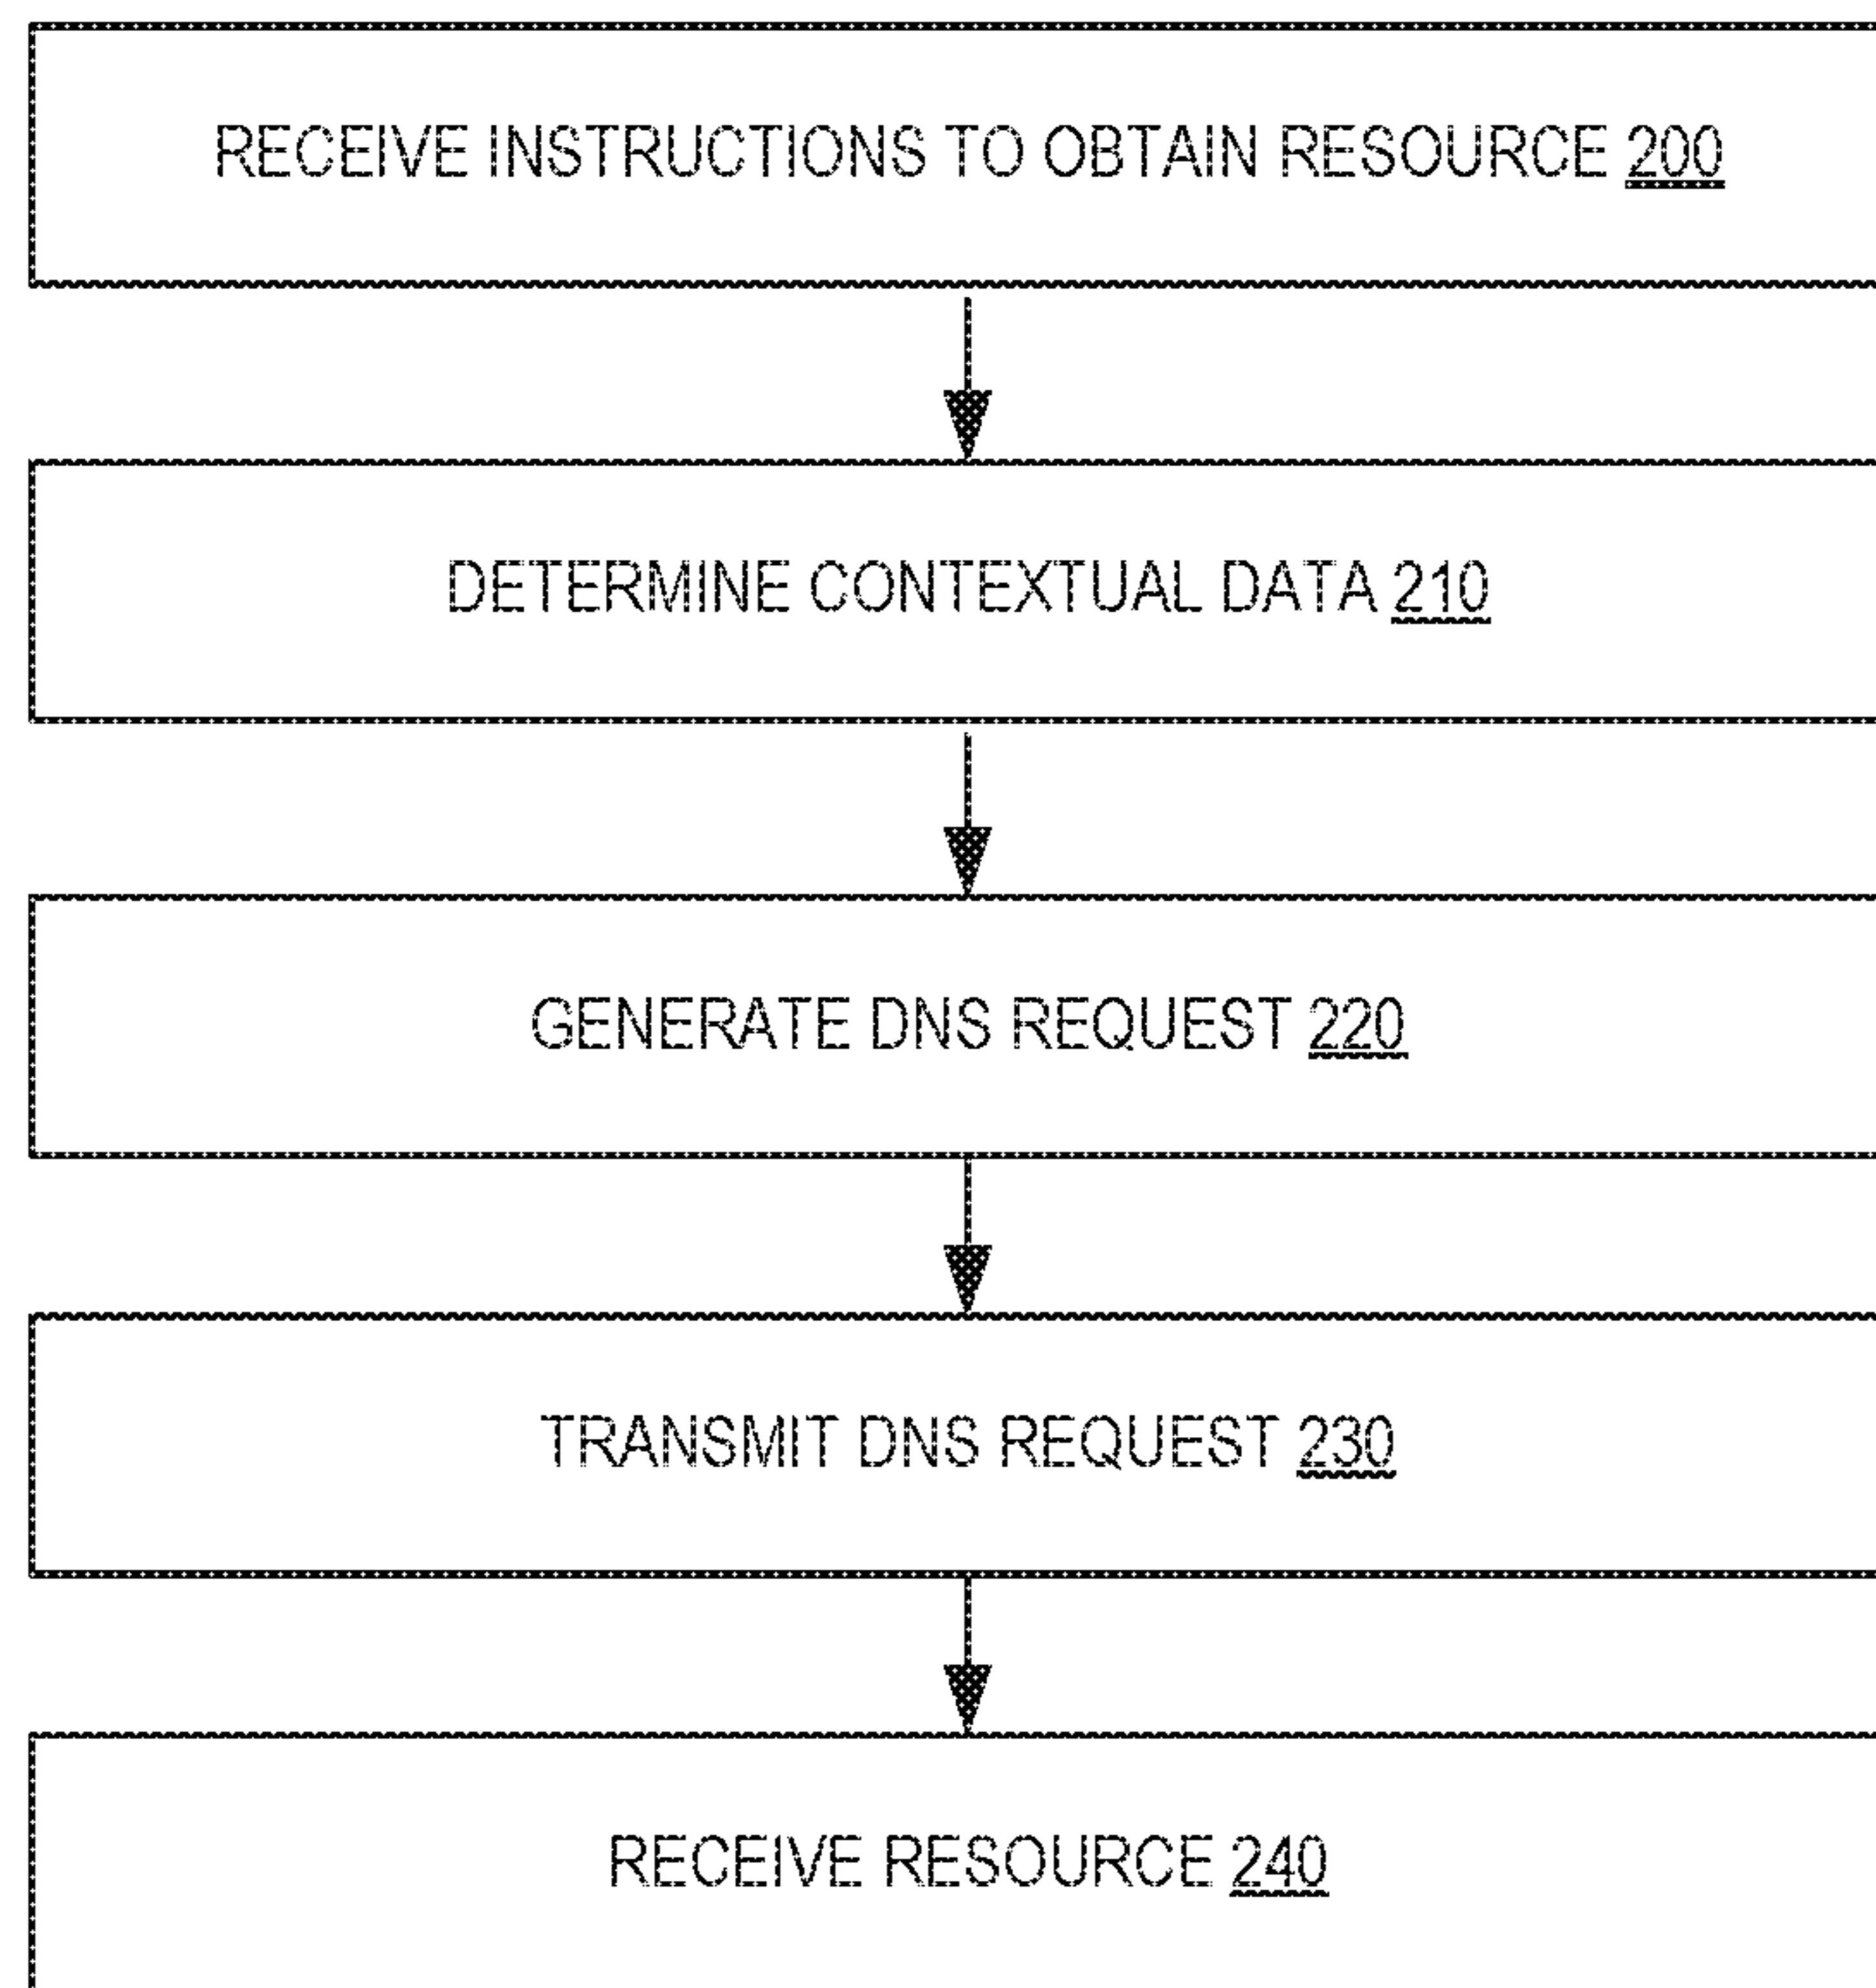 RECEIVE INSTRUCTIONS TO OBTAIN RESOURCE 200
DETERMINE CONTEXTUAL DATA 210
GENERATE DNS REQUEST 220
TRANSMIT DNS REQUEST 230
RECEIVE RESOURCE 240